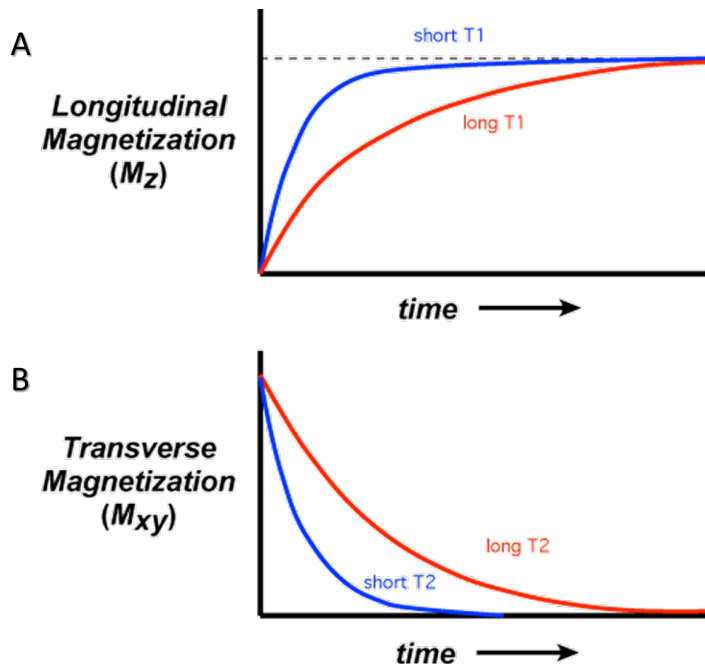 A
short T1
Longitudinal
Magnetization
(Mz)
long T1
time
B
Transverse
Magnetization
(Mxy)
long T2
short T2
time